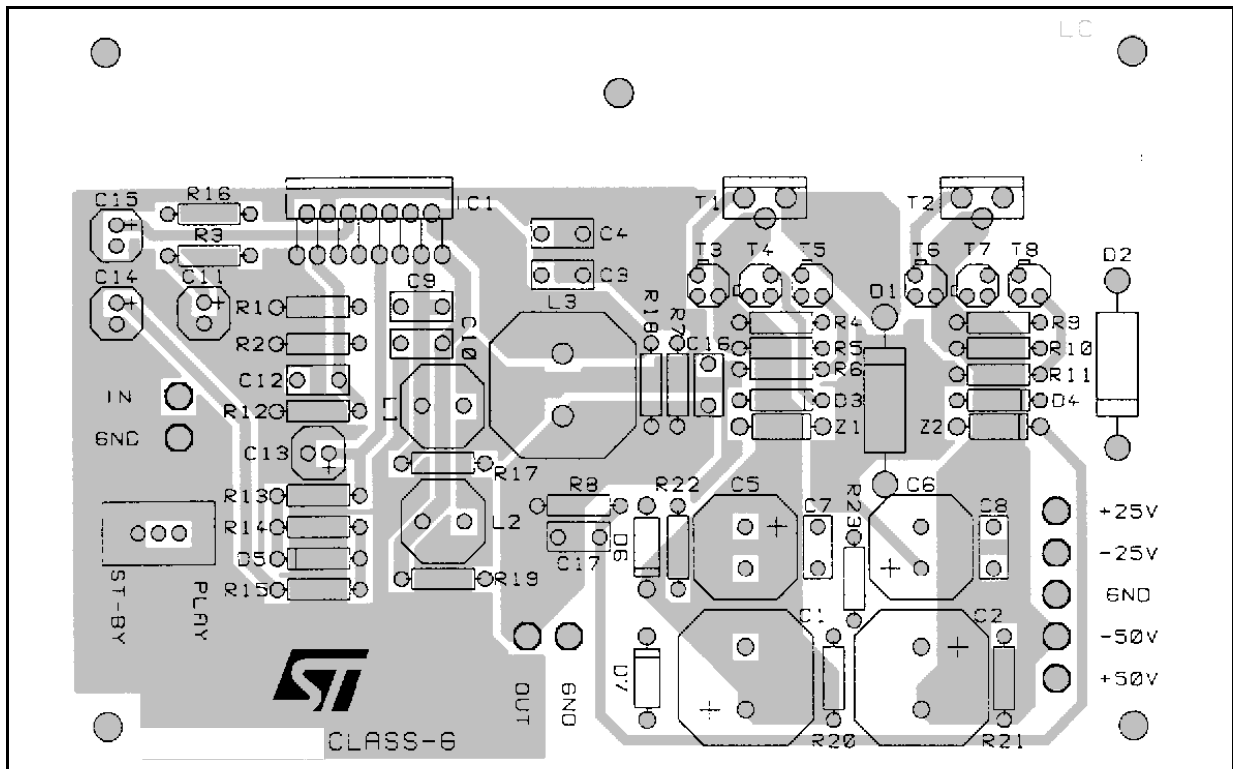 LC
C15
R16
IC1
T1
T2
R3
C4
T3
T4
T5
T6
T7
T8
D2
C14
C11
C9
C3
L3
R1
C10
R18
R7
D1
R4
R9
R2
C16
R5
R10
C12
R6
R11
IN
R12
L1
D3
D4
GND
Z1
Z2
C13
R17
R13
R8
R22
C5
C7
R23
C6
C8
+25V
R14
L2
D6
-25V
D5
C17
R15
R19
GND
ST-BY
PLAY
C1
C2
-50V
ST
OUT
GND
D7
+50V
CLASS-G
R20
R21